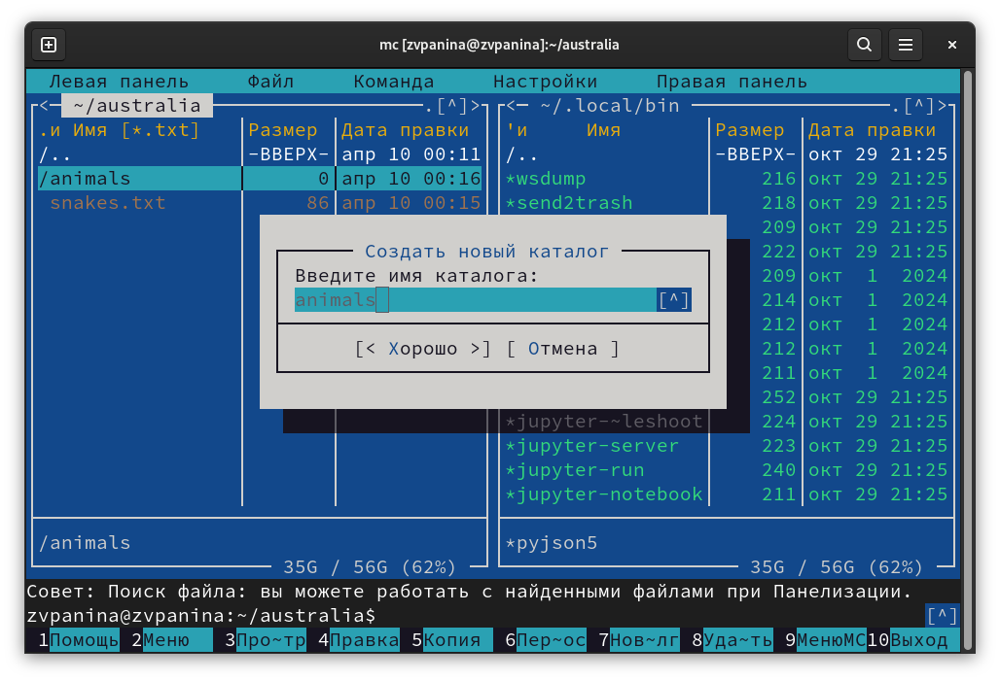 mc [zvpanina@zvpanina]:~/australia
Левая панель Файл Команда Настройки Правая панель
<─ ~/australia .[^]> <─ ~/.local/bin .[^]>
.и Имя [*.txt] Размер Дата правки 'и Имя Размер Дата правки
/.. -ВВЕРХ- апр 10 00:11 /.. -ВВЕРХ- окт 29 21:25
/animals 0 апр 10 00:16 *wsdump 216 окт 29 21:25
snakes.txt 86 апр 10 00:15 *send2trash 218 окт 29 21:25
209 окт 29 21:25
Создать новый каталог 222 окт 29 21:25
Введите имя каталога: 209 окт 1 2024
animals [^] 214 окт 1 2024
212 окт 1 2024
[< Хорошо >] [ Отмена ] 212 окт 1 2024
211 окт 1 2024
252 окт 29 21:25
*jupyter-~leshoot 224 окт 29 21:25
*jupyter-server 223 окт 29 21:25
*jupyter-run 240 окт 29 21:25
*jupyter-notebook 211 окт 29 21:25
/animals *pyjson5
35G / 56G (62%) 35G / 56G (62%)
Совет: Поиск файла: вы можете работать с найденными файлами при Панелизации.
zvpanina@zvpanina:~/australia$ [^]
1Помощь 2Меню 3Про~тр 4Правка 5Копия 6Пер~ос 7Нов~лг 8Уда~ть 9МенюМС 10Выход